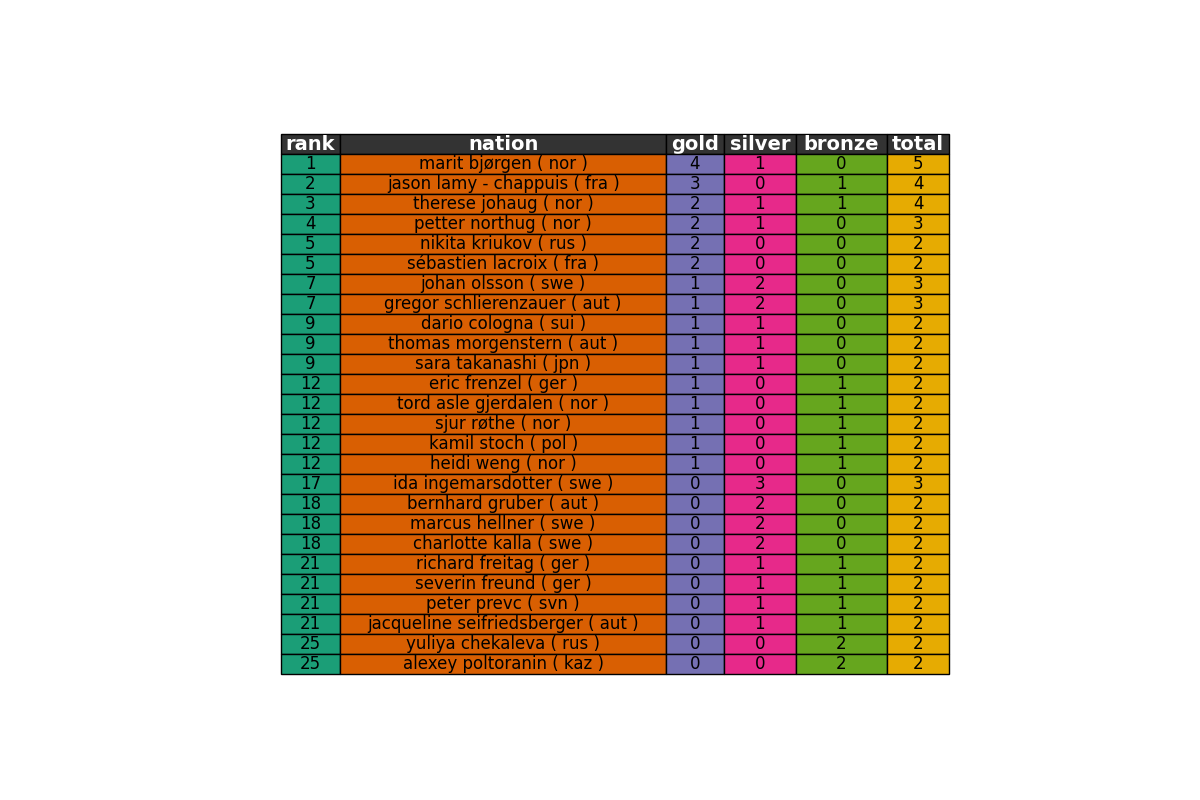 rank nation gold silver bronze total
1 marit bjørgen ( nor ) 4 1 0 5
2 jason lamy - chappuis ( fra ) 3 0 1 4
3 therese johaug ( nor ) 2 1 1 4
4 petter northug ( nor ) 2 1 0 3
5 nikita kriukov ( rus ) 2 0 0 2
5 sébastien lacroix ( fra ) 2 0 0 2
7 johan olsson ( swe ) 1 2 0 3
7 gregor schlierenzauer ( aut ) 1 2 0 3
9 dario cologna ( sui ) 1 1 0 2
9 thomas morgenstern ( aut ) 1 1 0 2
9 sara takanashi ( jpn ) 1 1 0 2
12 eric frenzel ( ger ) 1 0 1 2
12 tord asle gjerdalen ( nor ) 1 0 1 2
12 sjur røthe ( nor ) 1 0 1 2
12 kamil stoch ( pol ) 1 0 1 2
12 heidi weng ( nor ) 1 0 1 2
17 ida ingemarsdotter ( swe ) 0 3 0 3
18 bernhard gruber ( aut ) 0 2 0 2
18 marcus hellner ( swe ) 0 2 0 2
18 charlotte kalla ( swe ) 0 2 0 2
21 richard freitag ( ger ) 0 1 1 2
21 severin freund ( ger ) 0 1 1 2
21 peter prevc ( svn ) 0 1 1 2
21 jacqueline seifriedsberger ( aut ) 0 1 1 2
25 yuliya chekaleva ( rus ) 0 0 2 2
25 alexey poltoranin ( kaz ) 0 0 2 2